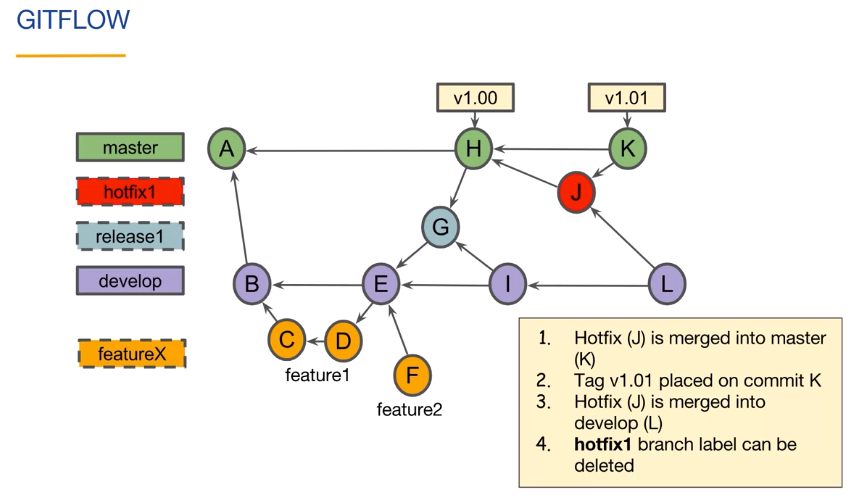 GITFLOW
v1.00
v1.01
master
A
H
K
hotfix1
J
release1
G
develop
B
E
I
L
featureX
C
D
F
feature1
feature2
1. Hotfix (J) is merged into master
(K)
2. Tag v1.01 placed on commit K
3. Hotfix (J) is merged into
develop (L)
4. hotfix1 branch label can be
deleted